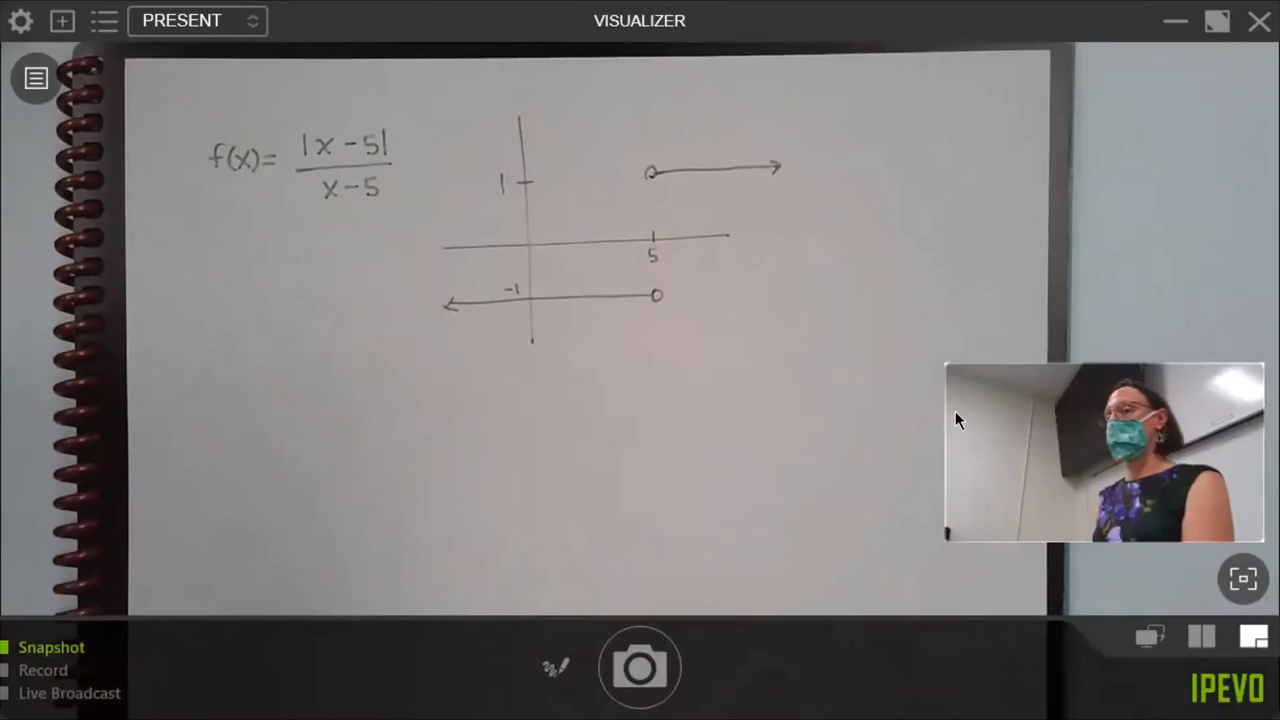 PRESENT
VISUALIZER
f(x)= |x-5|
x-5
1
5
-1
Snapshot
Record
Live Broadcast
IPEVO